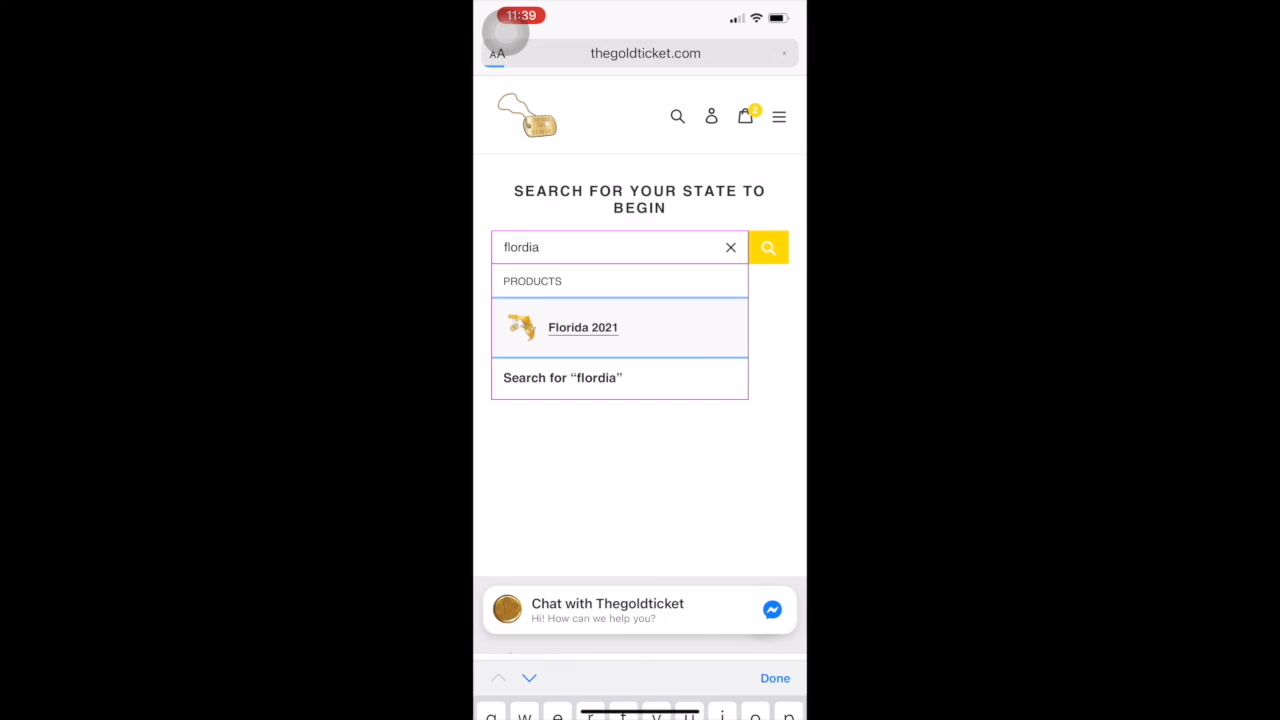 11:39
AA
thegoldticket.com
2
SEARCH FOR YOUR STATE TO
BEGIN
flordia
PRODUCTS
Florida 2021
Search for “flordia”
Chat with Thegoldticket
Hi! How can we help you?
Done
q w e r t y u i o p